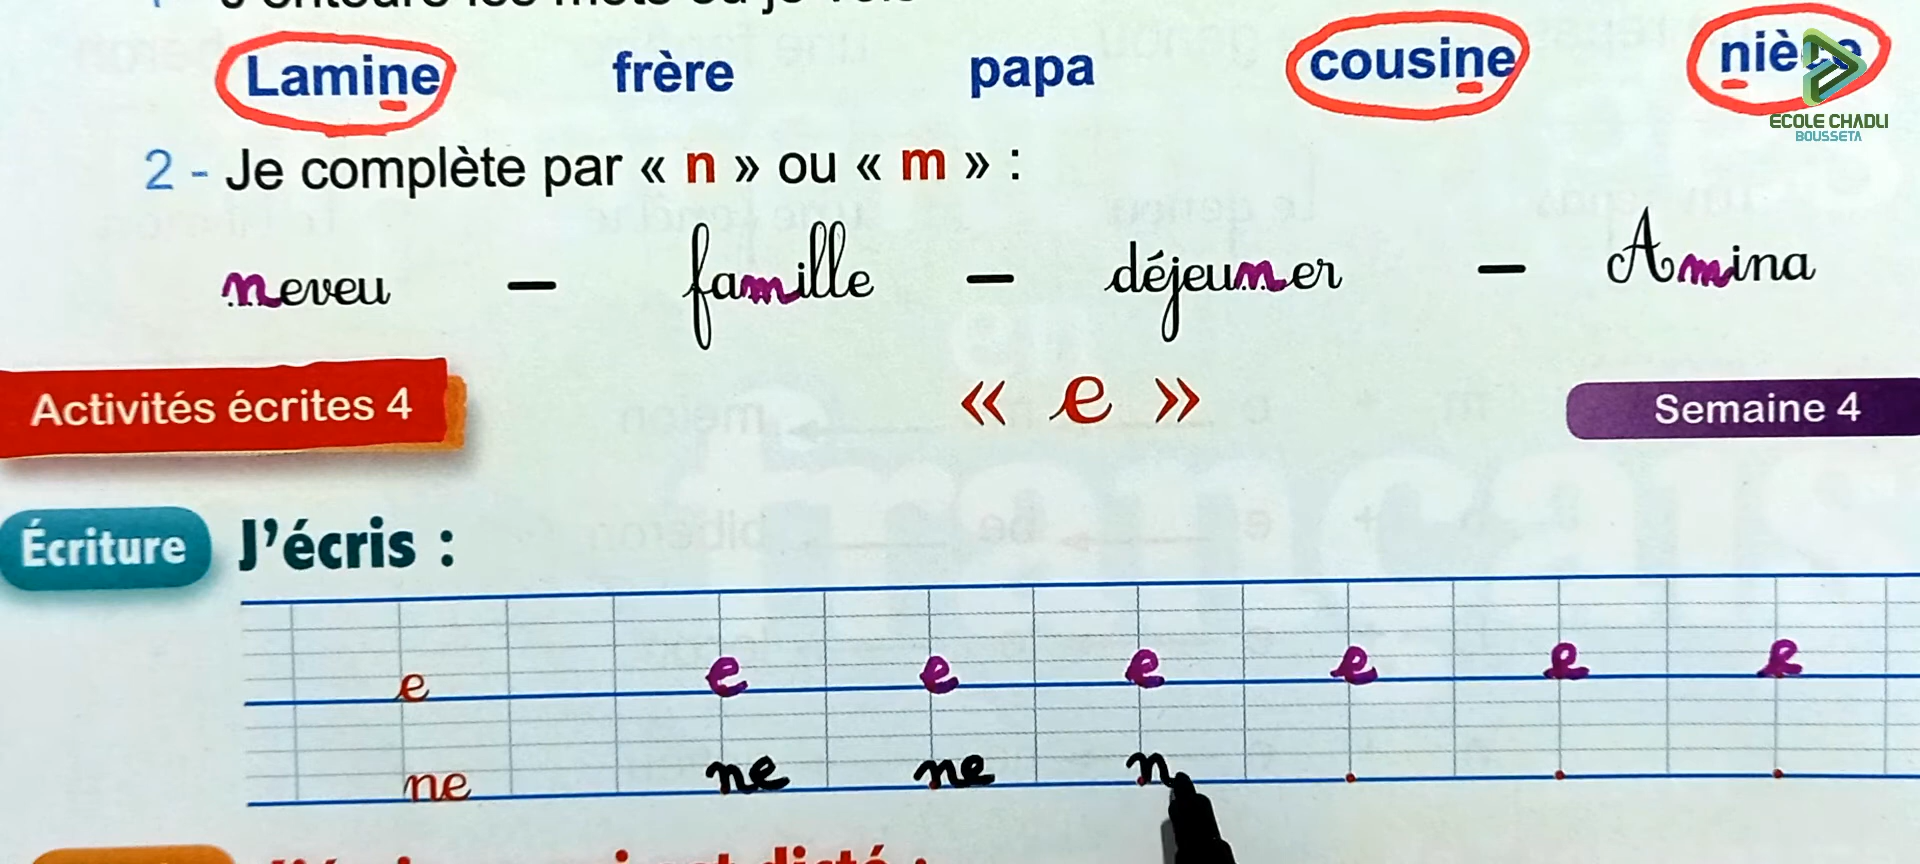 Lamine frère papa cousine nièce
ECOLE CHADLI
BOUSSETA
2 - Je complète par « n » ou « m » :
neveu – famille – déjeuner – Amina
Activités écrites 4 « e » Semaine 4
Écriture J'écris :
e e e e e e e
ne ne ne n